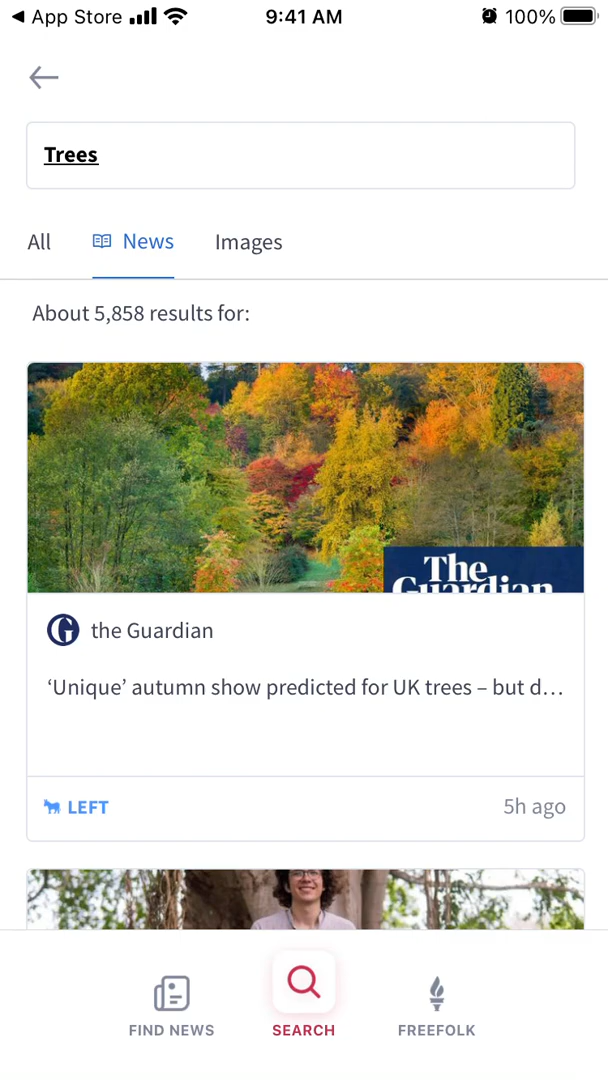 App Store
9:41 AM
100%
Trees
All
News
Images
About 5,858 results for:
The
Guardian
the Guardian
‘Unique’ autumn show predicted for UK trees – but d…
LEFT
5h ago
FIND NEWS
SEARCH
FREEFOLK